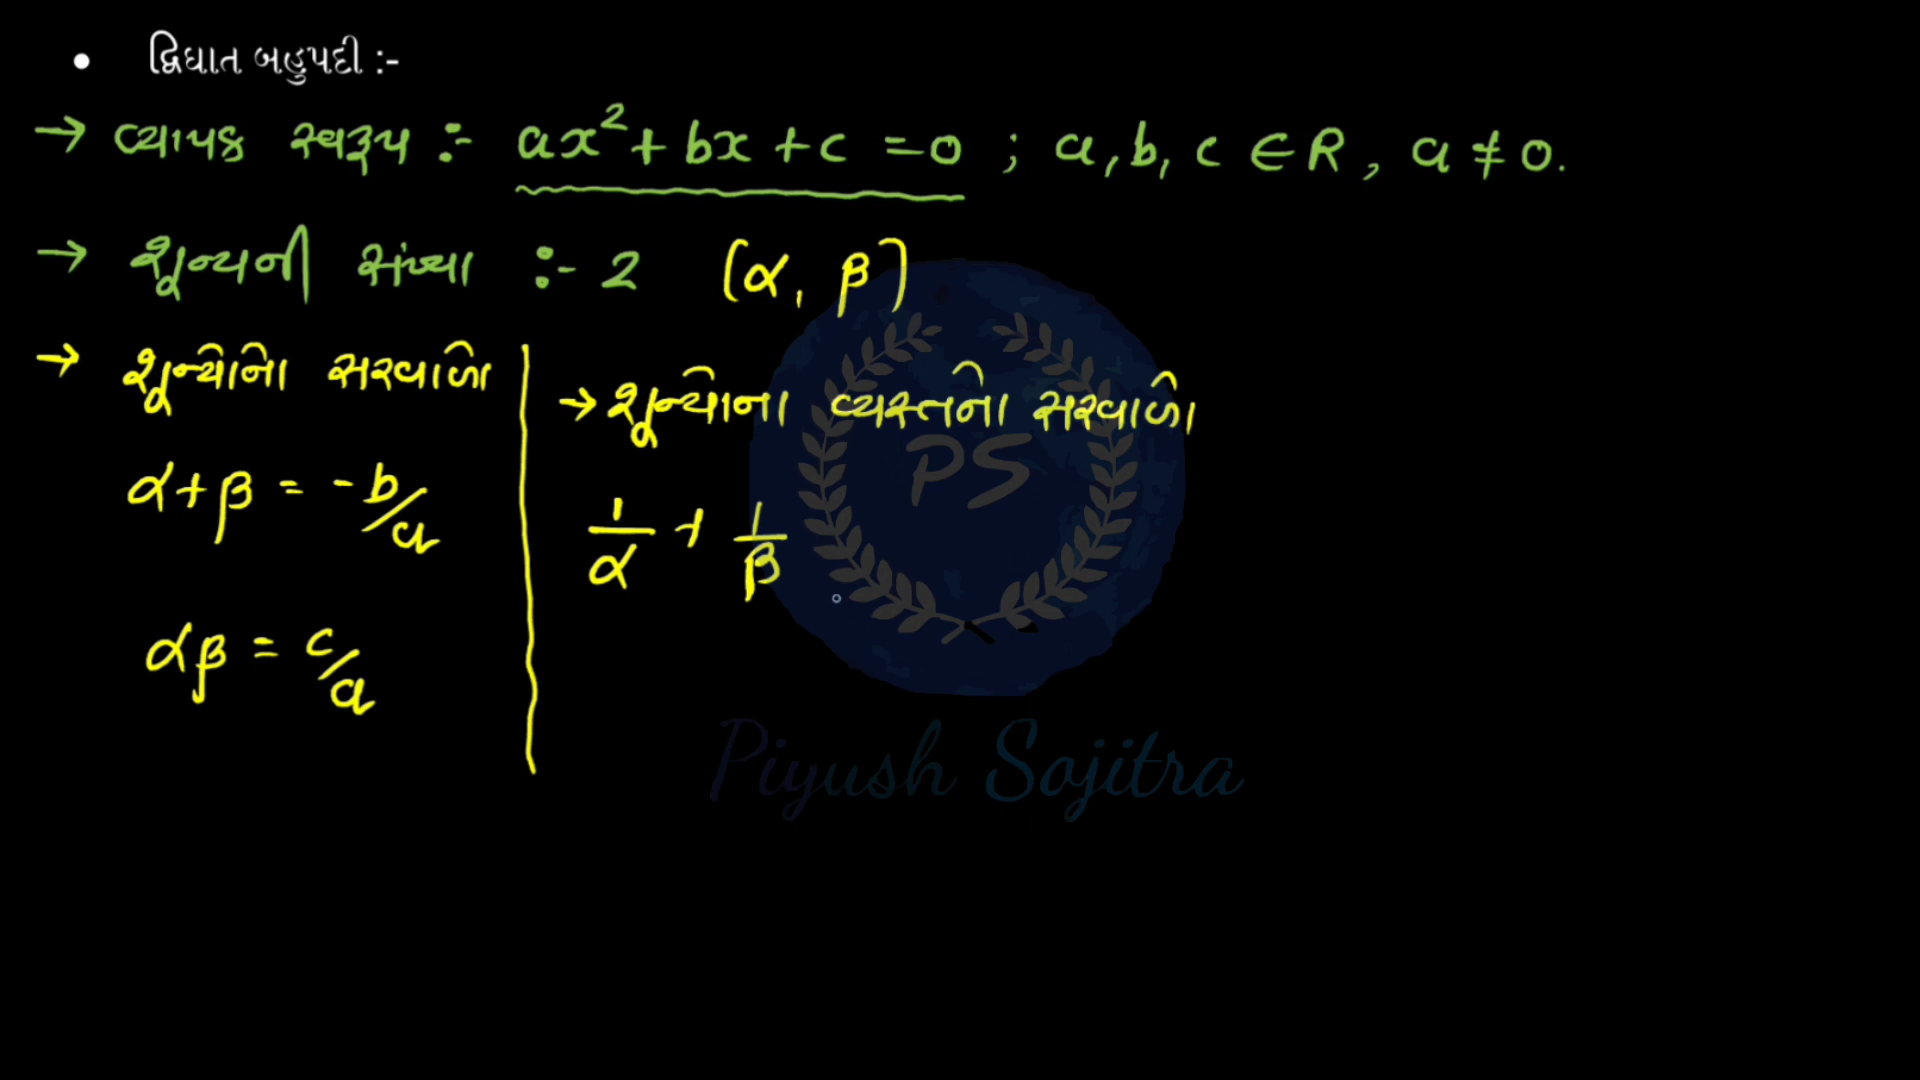 • દ્વિઘાત બહુપદી :-
→ વ્યાપક સ્વરૂપ :- ax² + bx + c = 0 ; a, b, c ∈ R, a ≠ 0.
→ શૂન્યની સંખ્યા :- 2 (α, β)
→ શૂન્યોનો સરવાળો
α + β = -b/a
αβ = c/a
→ શૂન્યોના વ્યસ્તનો સરવાળો
1/α + 1/β
PS
Piyush Sojitra